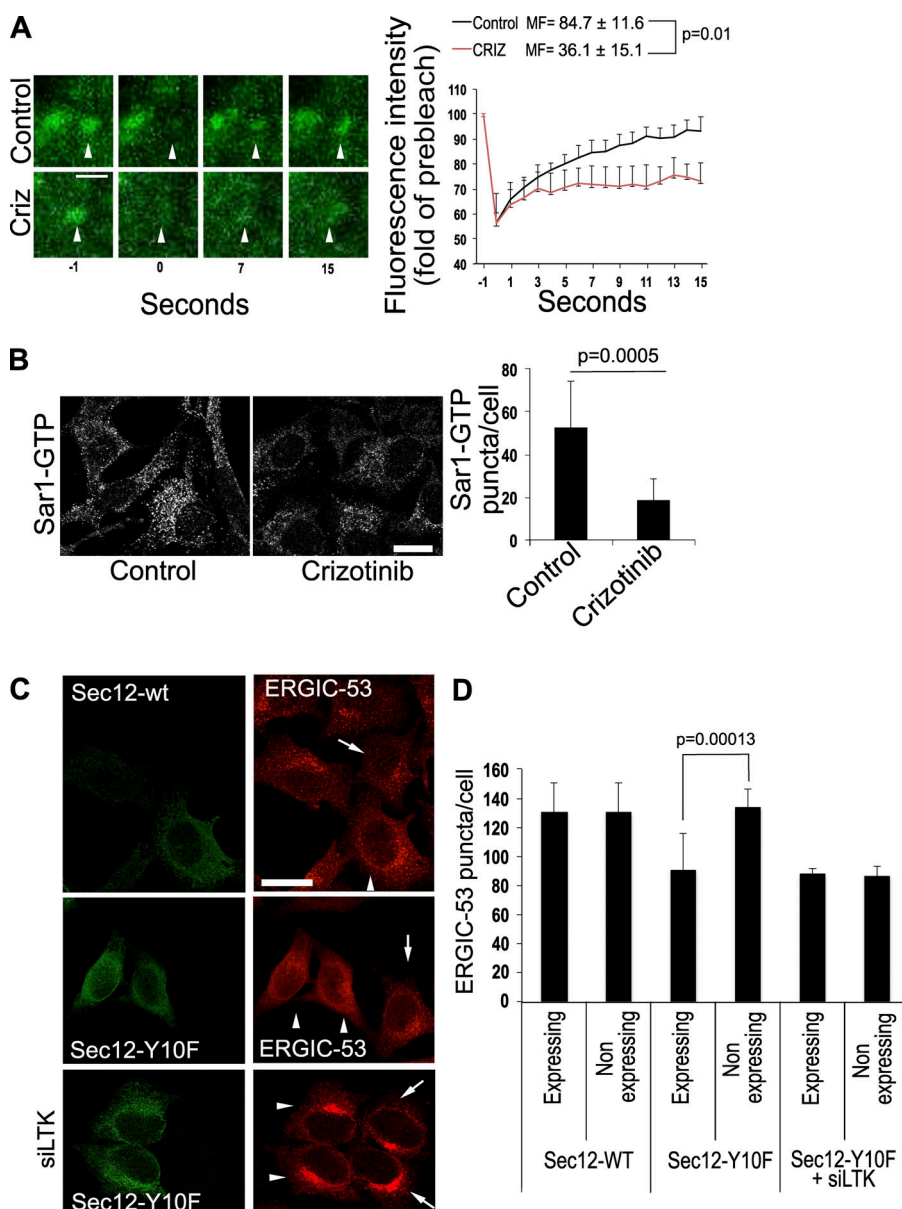 A
Control MF= 84.7 ± 11.6
CRIZ MF= 36.1 ± 15.1
p=0.01
Control
Criz
-1 0 7 15
Seconds
Fluorescence intensity
(fold of prebleach)
100
90
80
70
60
50
40
-1 1 3 5 7 9 11 13 15
Seconds
B
Sar1-GTP
Control
Crizotinib
Sar1-GTP
puncta/cell
p=0.0005
80
60
40
20
0
Control
Crizotinib
C
Sec12-wt
ERGIC-53
Sec12-Y10F
ERGIC-53
siLTK
Sec12-Y10F
D
p=0.00013
ERGIC-53 puncta/cell
160
140
120
100
80
60
40
20
0
Expressing
Non
expressing
Expressing
Non
expressing
Expressing
Non
expressing
Sec12-WT
Sec12-Y10F
Sec12-Y10F
+ siLTK